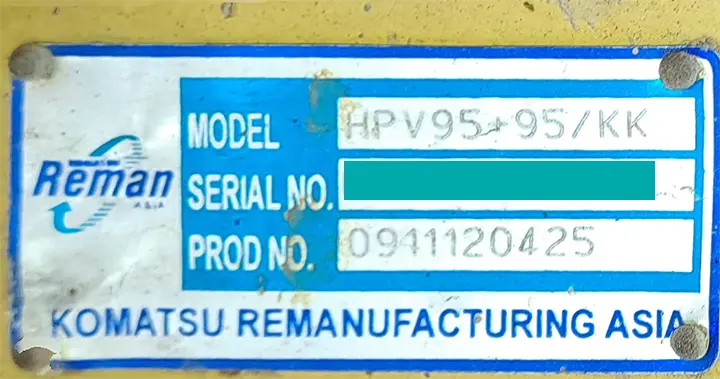 MODEL HPV95+95/KK
Reman
ASIA
SERIAL NO.
PROD NO. 0941120425
KOMATSU REMANUFACTURING ASIA